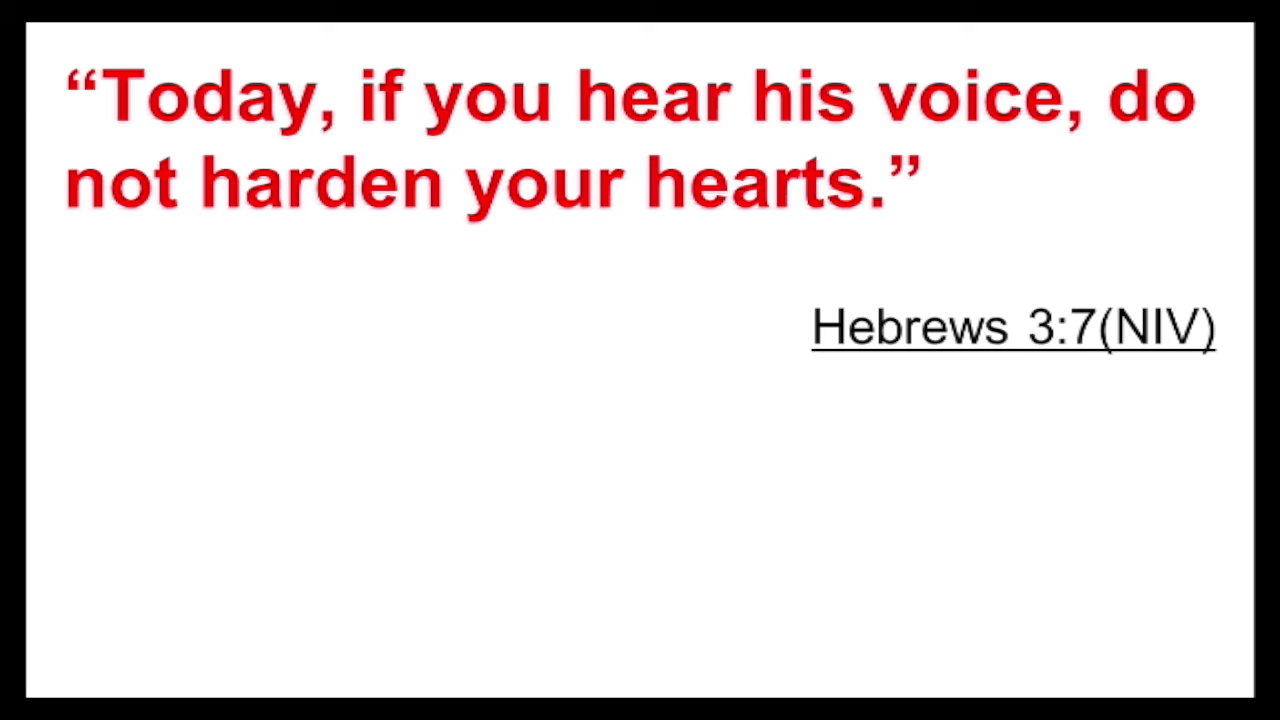 “Today, if you hear his voice, do
not harden your hearts.”
Hebrews 3:7(NIV)